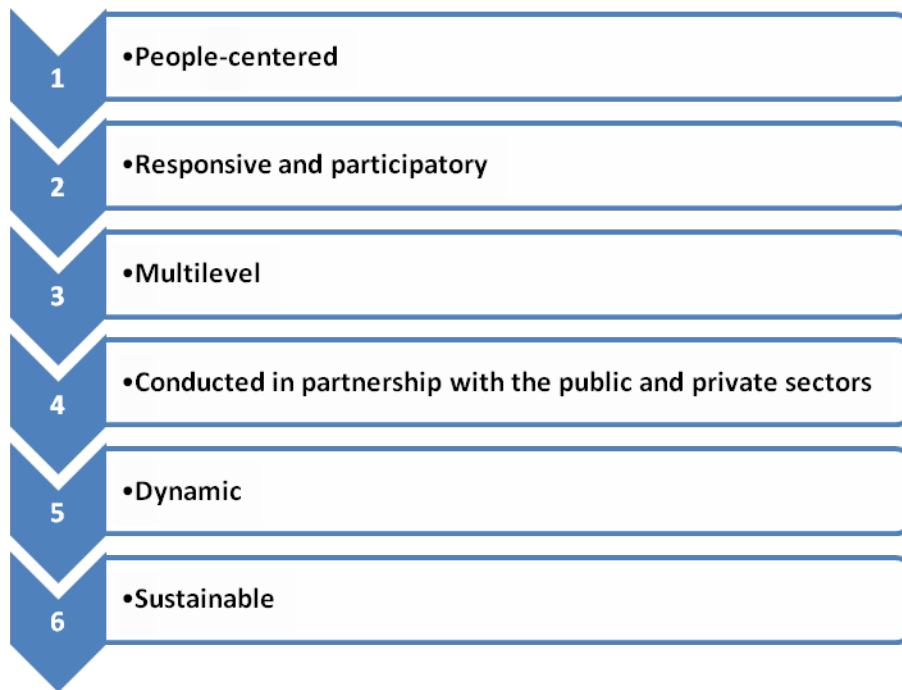 1
•People-centered
2
•Responsive and participatory
3
•Multilevel
4
•Conducted in partnership with the public and private sectors
5
•Dynamic
6
•Sustainable